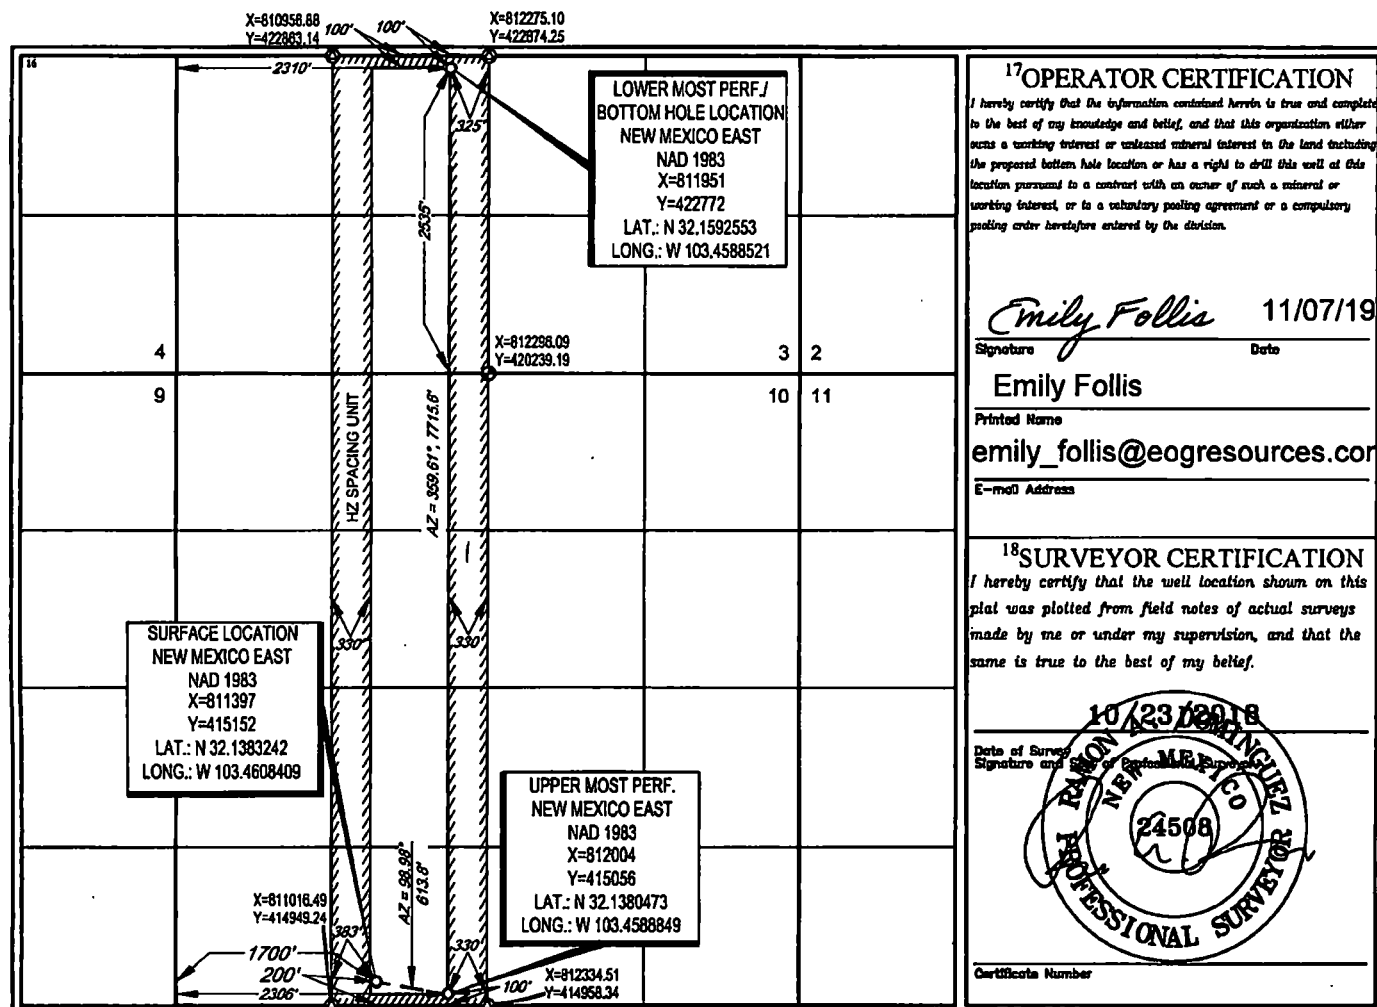 X=810958.88
Y=422863.14
100'
100'
X=812275.10
Y=422874.25
16
2310'
325'
LOWER MOST PERF./
BOTTOM HOLE LOCATION
NEW MEXICO EAST
NAD 1983
X=811951
Y=422772
LAT.: N 32.1592553
LONG.: W 103.4588521
2535'
X=812298.09
Y=420239.19
4
3
2
9
10
11
HZ SPACING UNIT
AZ = 359.61°, 7715.6'
330'
330'
SURFACE LOCATION
NEW MEXICO EAST
NAD 1983
X=811397
Y=415152
LAT.: N 32.1383242
LONG.: W 103.4608409
UPPER MOST PERF.
NEW MEXICO EAST
NAD 1983
X=812004
Y=415056
LAT.: N 32.1380473
LONG.: W 103.4588849
AZ = 98.98°
613.8'
X=811016.49
Y=414949.24
383'
1700'
200'
2306'
330'
100'
X=812334.51
Y=414958.34
17OPERATOR CERTIFICATION
I hereby certify that the information contained herein is true and complete
to the best of my knowledge and belief, and that this organization either
owns a working interest or unleased mineral interest in the land including
the proposed bottom hole location or has a right to drill this well at this
location pursuant to a contract with an owner of such a mineral or
working interest, or to a voluntary pooling agreement or a compulsory
pooling order heretofore entered by the division.
Emily Follis 11/07/19
Signature Date
Emily Follis
Printed Name
emily_follis@eogresources.com
E-mail Address
18SURVEYOR CERTIFICATION
I hereby certify that the well location shown on this
plat was plotted from field notes of actual surveys
made by me or under my supervision, and that the
same is true to the best of my belief.
10/23/2018
Date of Survey
Signature and Seal of Professional Surveyor
RAMON A. DOMINGUEZ
NEW MEXICO
24508
PROFESSIONAL SURVEYOR
Certificate Number